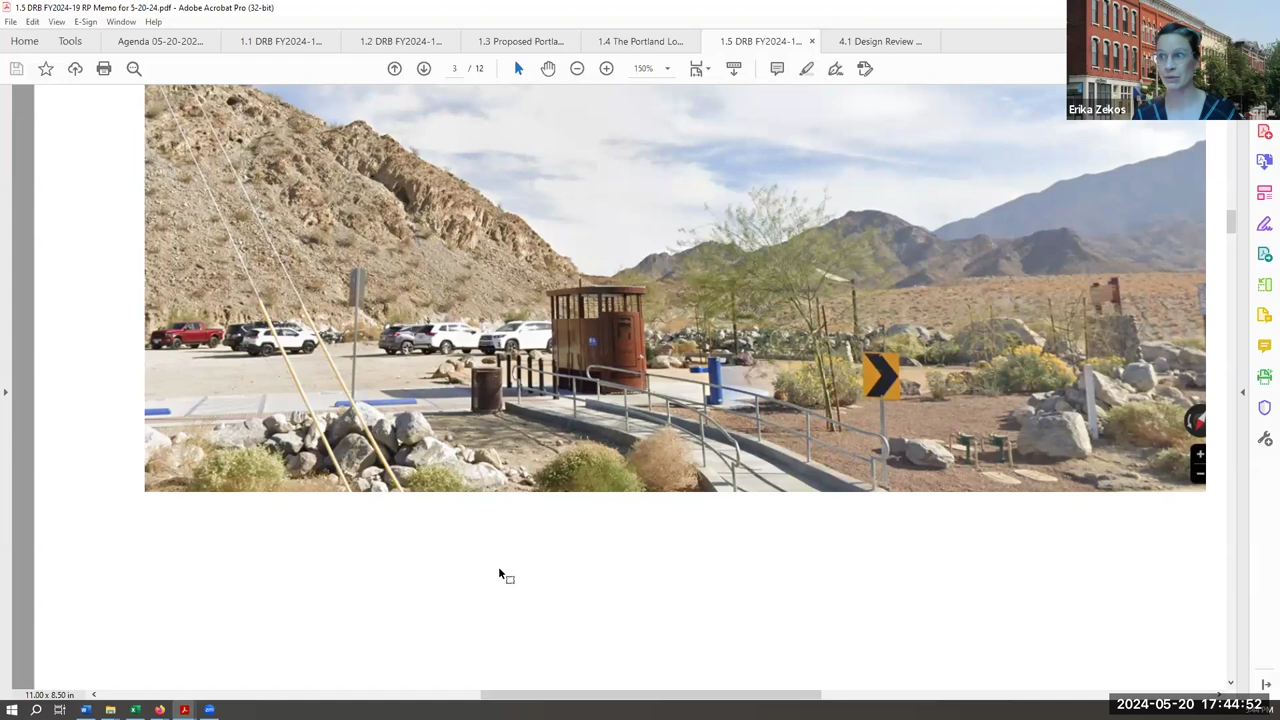 1.5 DRB FY2024-19 RP Memo for 5-20-24.pdf - Adobe Acrobat Pro (32-bit)
File Edit View E-Sign Window Help
Home Tools Agenda 05-20-202... 1.1 DRB FY2024-1... 1.2 DRB FY2024-1... 1.3 Proposed Portla... 1.4 The Portland Lo... 1.5 DRB FY2024-1... × 4.1 Design Review ...
3 / 12 150%
Erika Zekos
11.00 x 8.50 in
2024-05-20 17:44:52